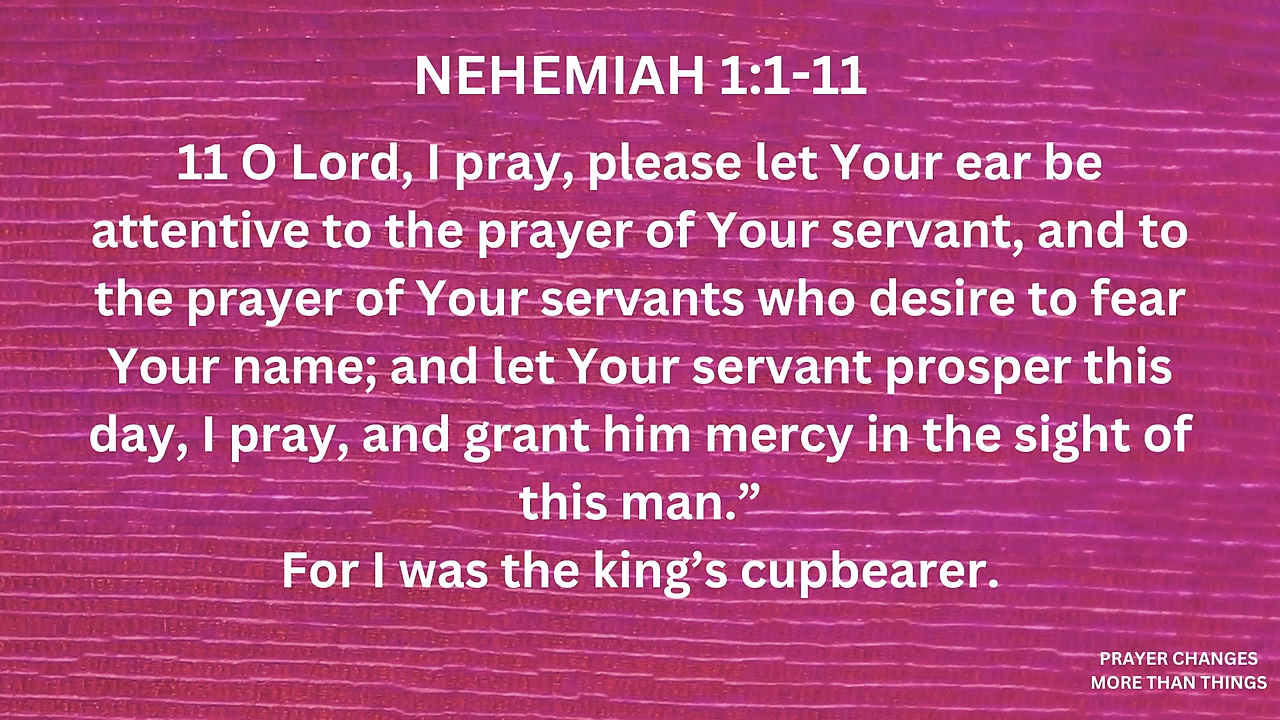 NEHEMIAH 1:1-11
11 O Lord, I pray, please let Your ear be
attentive to the prayer of Your servant, and to
the prayer of Your servants who desire to fear
Your name; and let Your servant prosper this
day, I pray, and grant him mercy in the sight of
this man.”
For I was the king’s cupbearer.
PRAYER CHANGES
MORE THAN THINGS